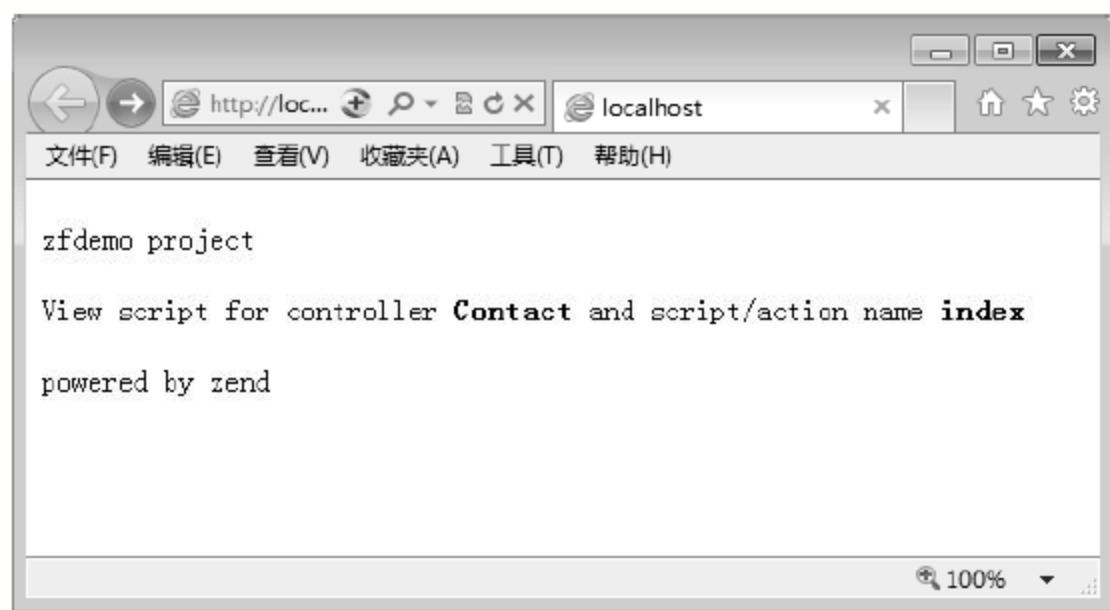 http://loc...
localhost
文件(F) 编辑(E) 查看(V) 收藏夹(A) 工具(T) 帮助(H)
zfdemo project
View script for controller Contact and script/action name index
powered by zend
100%